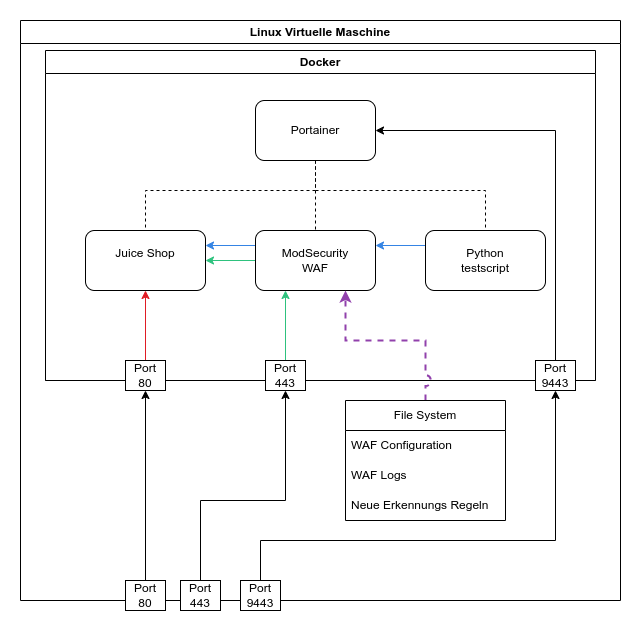 Linux Virtuelle Maschine
Docker
Portainer
Juice Shop
ModSecurity
WAF
Python
testscript
Port
80
Port
443
Port
9443
File System
WAF Configuration
WAF Logs
Neue Erkennungs Regeln
Port
80
Port
443
Port
9443